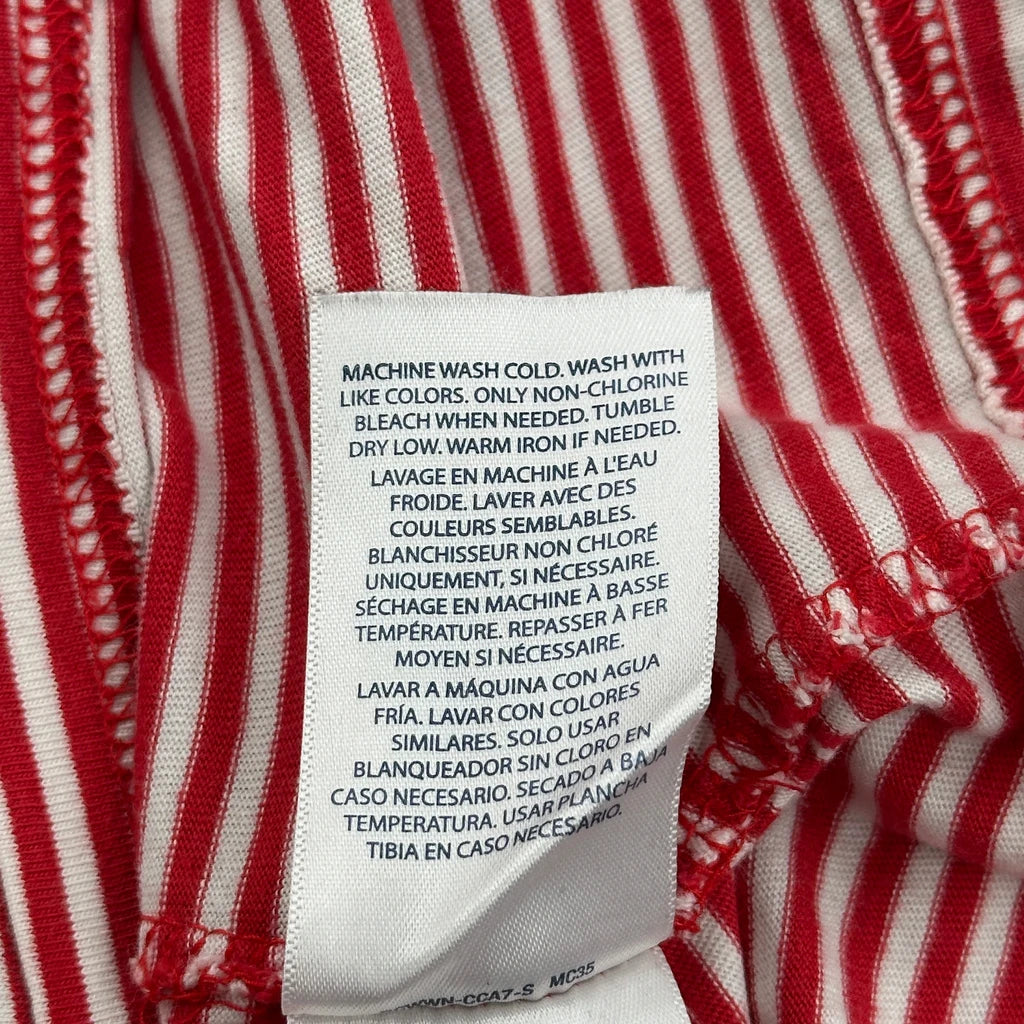 MACHINE WASH COLD. WASH WITH
LIKE COLORS. ONLY NON-CHLORINE
BLEACH WHEN NEEDED. TUMBLE
DRY LOW. WARM IRON IF NEEDED.
LAVAGE EN MACHINE À L'EAU
FROIDE. LAVER AVEC DES
COULEURS SEMBLABLES.
BLANCHISSEUR NON CHLORÉ
UNIQUEMENT, SI NÉCESSAIRE.
SÉCHAGE EN MACHINE À BASSE
TEMPÉRATURE. REPASSER À FER
MOYEN SI NÉCESSAIRE.
LAVAR A MÁQUINA CON AGUA
FRÍA. LAVAR CON COLORES
SIMILARES. SOLO USAR
BLANQUEADOR SIN CLORO EN
CASO NECESARIO. SECADO A BAJA
TEMPERATURA. USAR PLANCHA
TIBIA EN CASO NECESARIO.
MC35